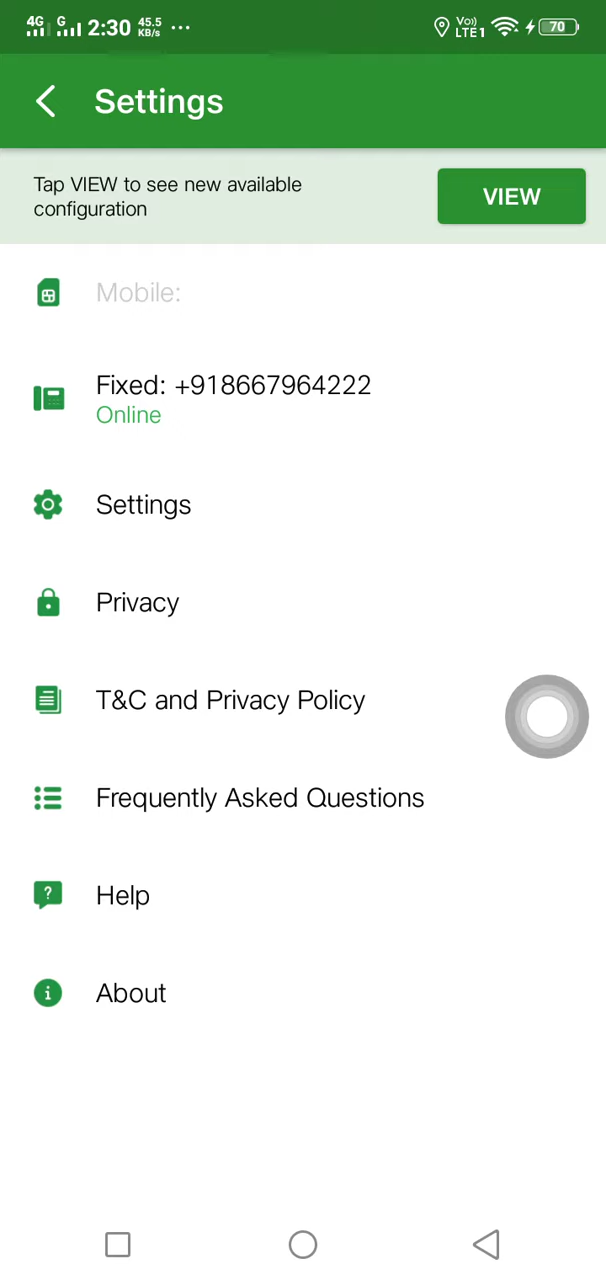 4G G 2:30 45.5 KB/s ... Vo)) LTE1 70
Settings
Tap VIEW to see new available
configuration
VIEW
Mobile:
Fixed: +918667964222
Online
Settings
Privacy
T&C and Privacy Policy
Frequently Asked Questions
Help
About